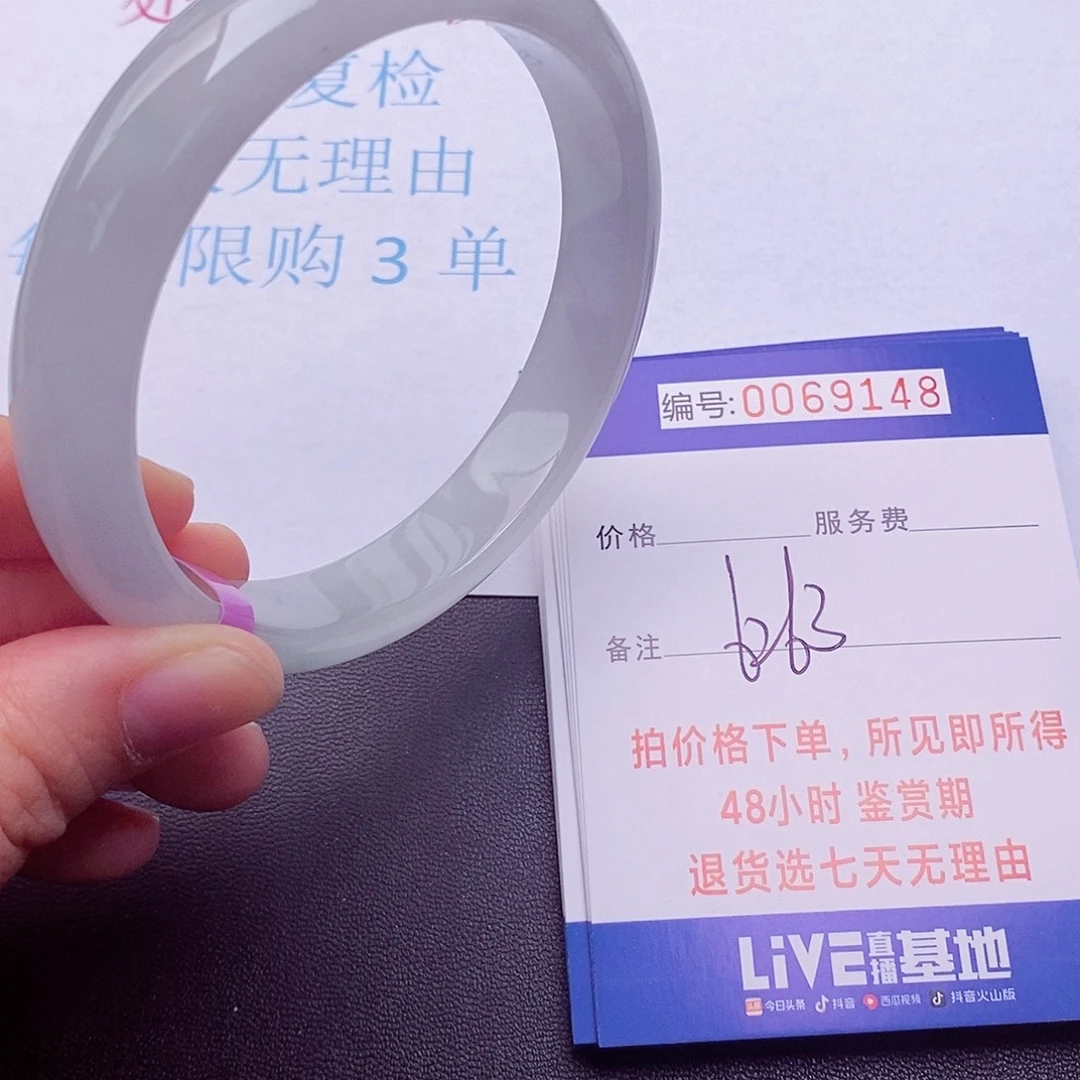 复检
无理由
限购 3 单
编号:0069148
价格 服务费
663
备注
拍价格下单，所见即所得
48小时 鉴赏期
退货选七天无理由
LiVE直播基地
今日头条 抖音 西瓜视频 抖音火山版